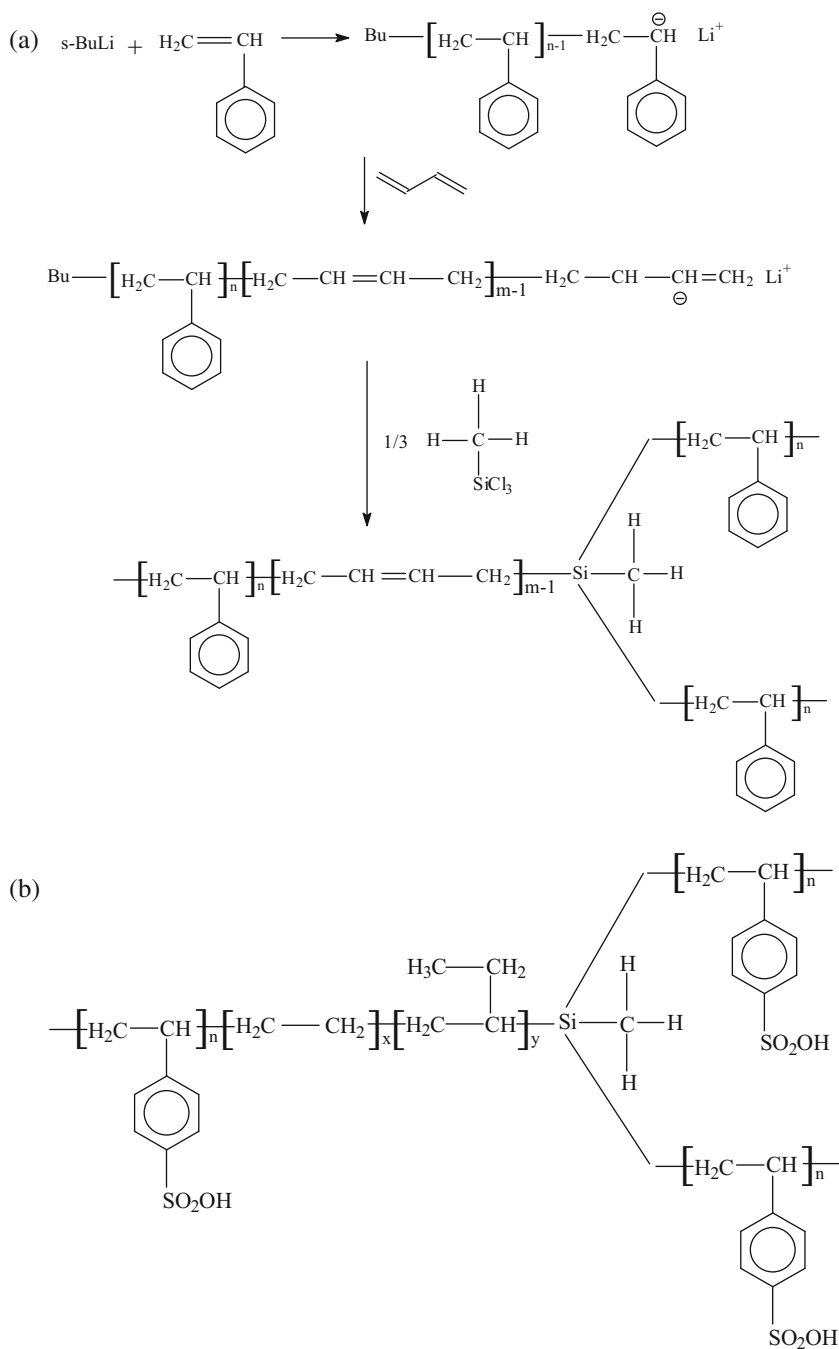 (a) s-BuLi + H₂C=CH Bu—[H₂C—CH]ₙ₋₁—H₂C—CH⊖ Li⁺
Bu—[H₂C—CH]ₙ[H₂C—CH=CH—CH₂]m-1—H₂C—CH—CH=CH₂ Li⁺
⊖
H
1/3 H—C—H
SiCl₃
[H₂C—CH]ₙ
H
[H₂C—CH]ₙ[H₂C—CH=CH—CH₂]m-1—Si—C—H
H
[H₂C—CH]ₙ
(b)
[H₂C—CH]ₙ
H₃C—CH₂
H
SO₂OH
[H₂C—CH]ₙ[H₂C—CH₂]ₓ[H₂C—CH]y—Si—C—H
H
SO₂OH
[H₂C—CH]ₙ
SO₂OH